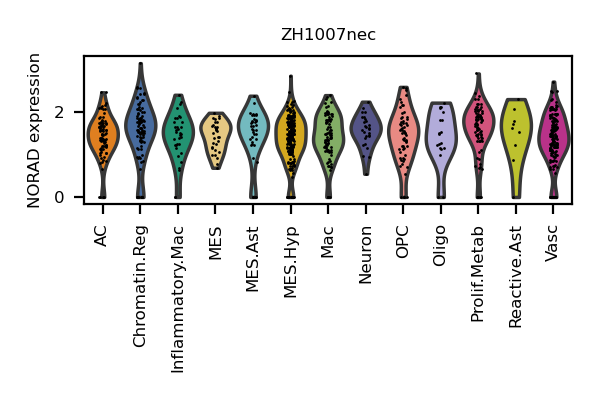 ZH1007nec
NORAD expression
2
0
AC
Chromatin.Reg
Inflammatory.Mac
MES
MES.Ast
MES.Hyp
Mac
Neuron
OPC
Oligo
Prolif.Metab
Reactive.Ast
Vasc